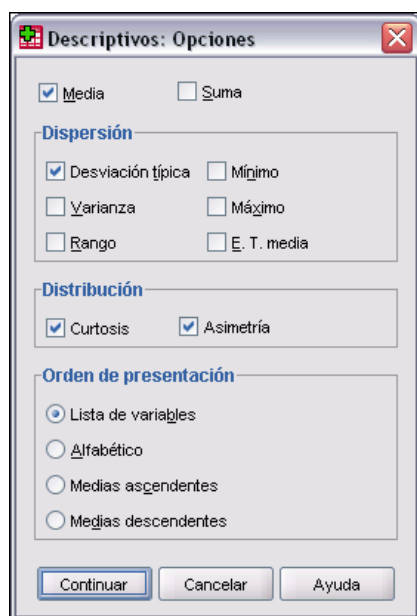 Descriptivos: Opciones
Media Suma
Dispersión
Desviación típica Mínimo
Varianza Máximo
Rango E. T. media
Distribución
Curtosis Asimetría
Orden de presentación
Lista de variables
Alfabético
Medias ascendentes
Medias descendentes
Continuar Cancelar Ayuda